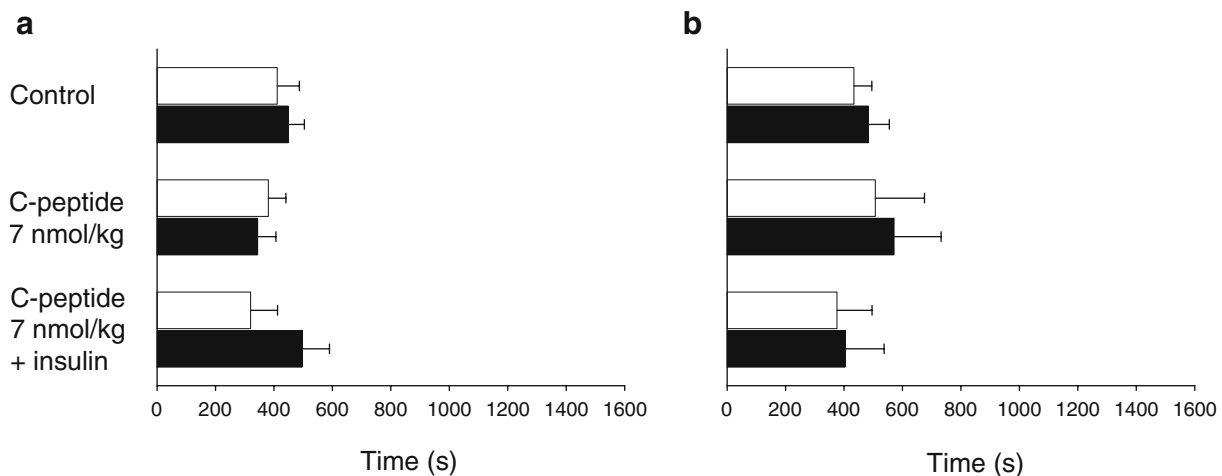 a
b
Control
C-peptide
7 nmol/kg
C-peptide
7 nmol/kg
+ insulin
0 200 400 600 800 1000 1200 1400 1600
0 200 400 600 800 1000 1200 1400 1600
Time (s)
Time (s)